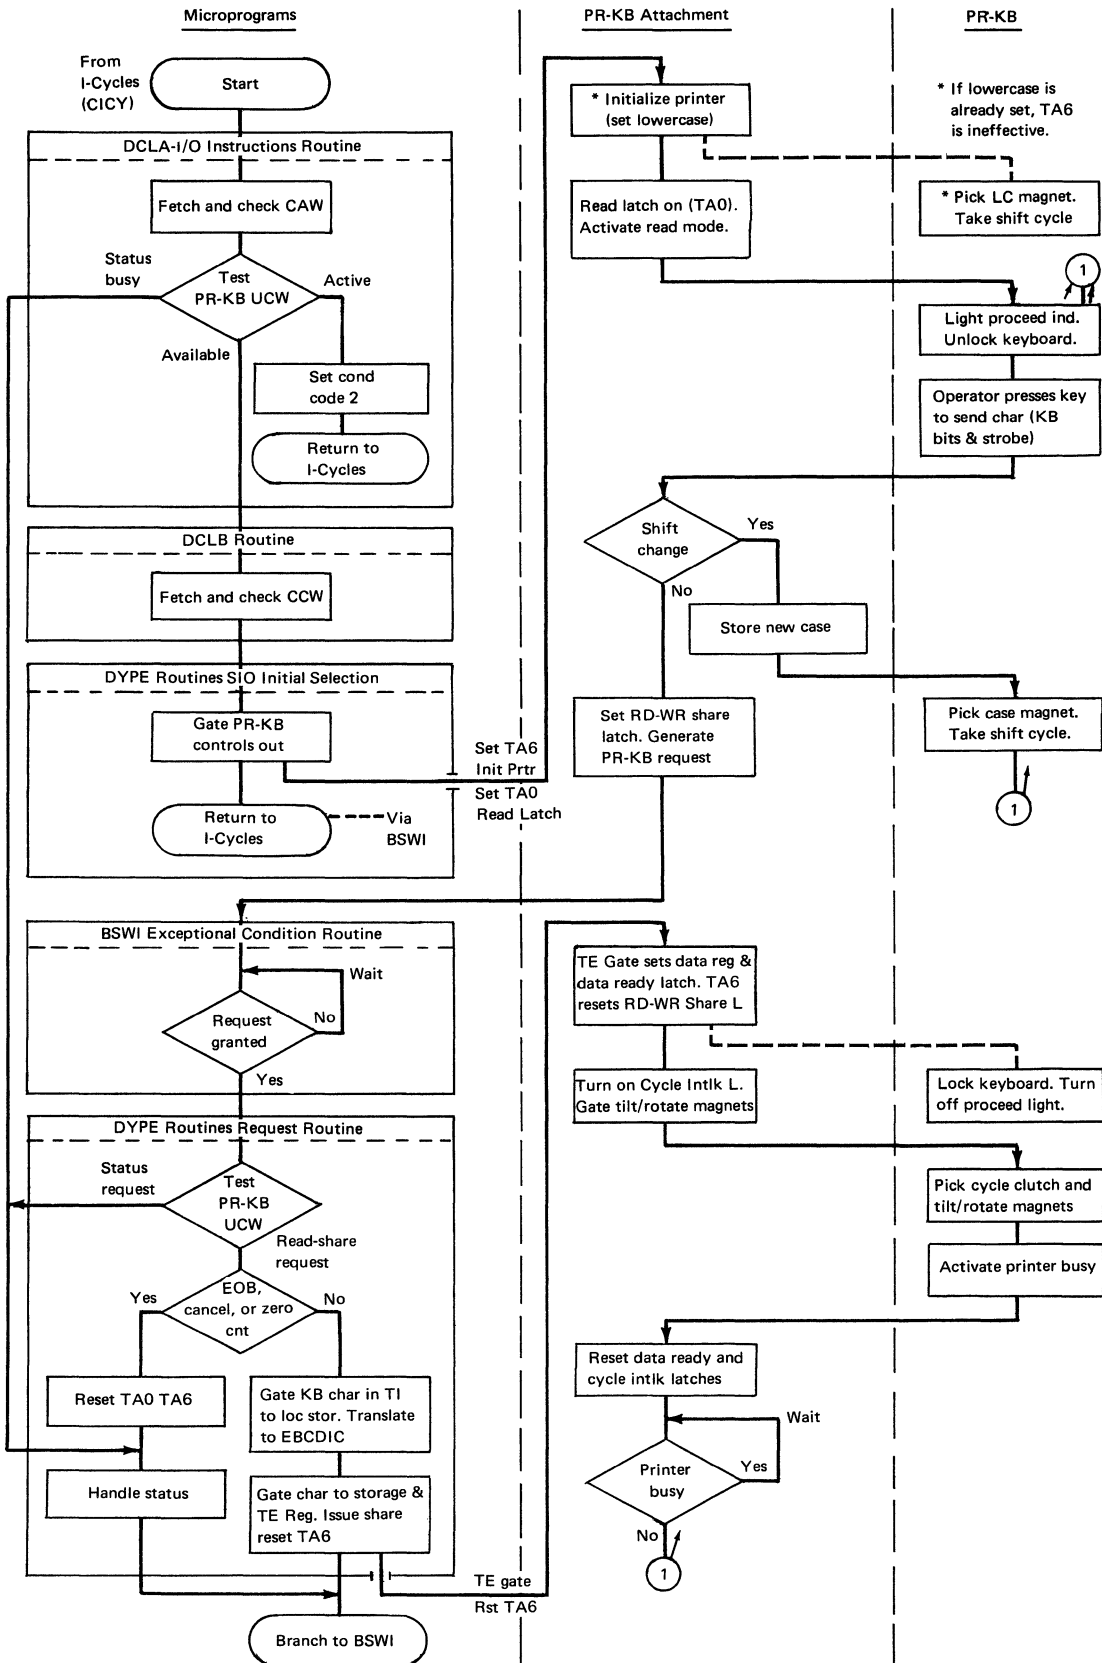 Microprograms
PR-KB Attachment
PR-KB
From
I-Cycles
(CICY)
Start
DCLA-I/O Instructions Routine
Fetch and check CAW
Status
busy
Test
PR-KB UCW
Active
Available
Set cond
code 2
Return to
I-Cycles
DCLB Routine
Fetch and check CCW
DYPE Routines SIO Initial Selection
Gate PR-KB
controls out
Set TA6
Init Prtr
Set TA0
Read Latch
Return to
I-Cycles
Via
BSWI
* Initialize printer
(set lowercase)
* If lowercase is
already set, TA6
is ineffective.
Read latch on (TA0).
Activate read mode.
* Pick LC magnet.
Take shift cycle
1
Light proceed ind.
Unlock keyboard.
Operator presses key
to send char (KB
bits & strobe)
Shift
change
Yes
No
Store new case
Set RD-WR share
latch. Generate
PR-KB request
Pick case magnet.
Take shift cycle.
1
BSWI Exceptional Condition Routine
Wait
Request
granted
No
Yes
DYPE Routines Request Routine
Status
request
Test
PR-KB
UCW
Read-share
request
Yes
EOB,
cancel, or zero
cnt
No
Reset TA0 TA6
Gate KB char in TI
to loc stor. Translate
to EBCDIC
Handle status
Gate char to storage &
TE Reg. Issue share
reset TA6
TE gate
Rst TA6
Branch to BSWI
TE Gate sets data reg &
data ready latch. TA6
resets RD-WR Share L
Turn on Cycle Intlk L.
Gate tilt/rotate magnets
Lock keyboard. Turn
off proceed light.
Pick cycle clutch and
tilt/rotate magnets
Activate printer busy
Reset data ready and
cycle intlk latches
Wait
Printer
busy
Yes
No
1